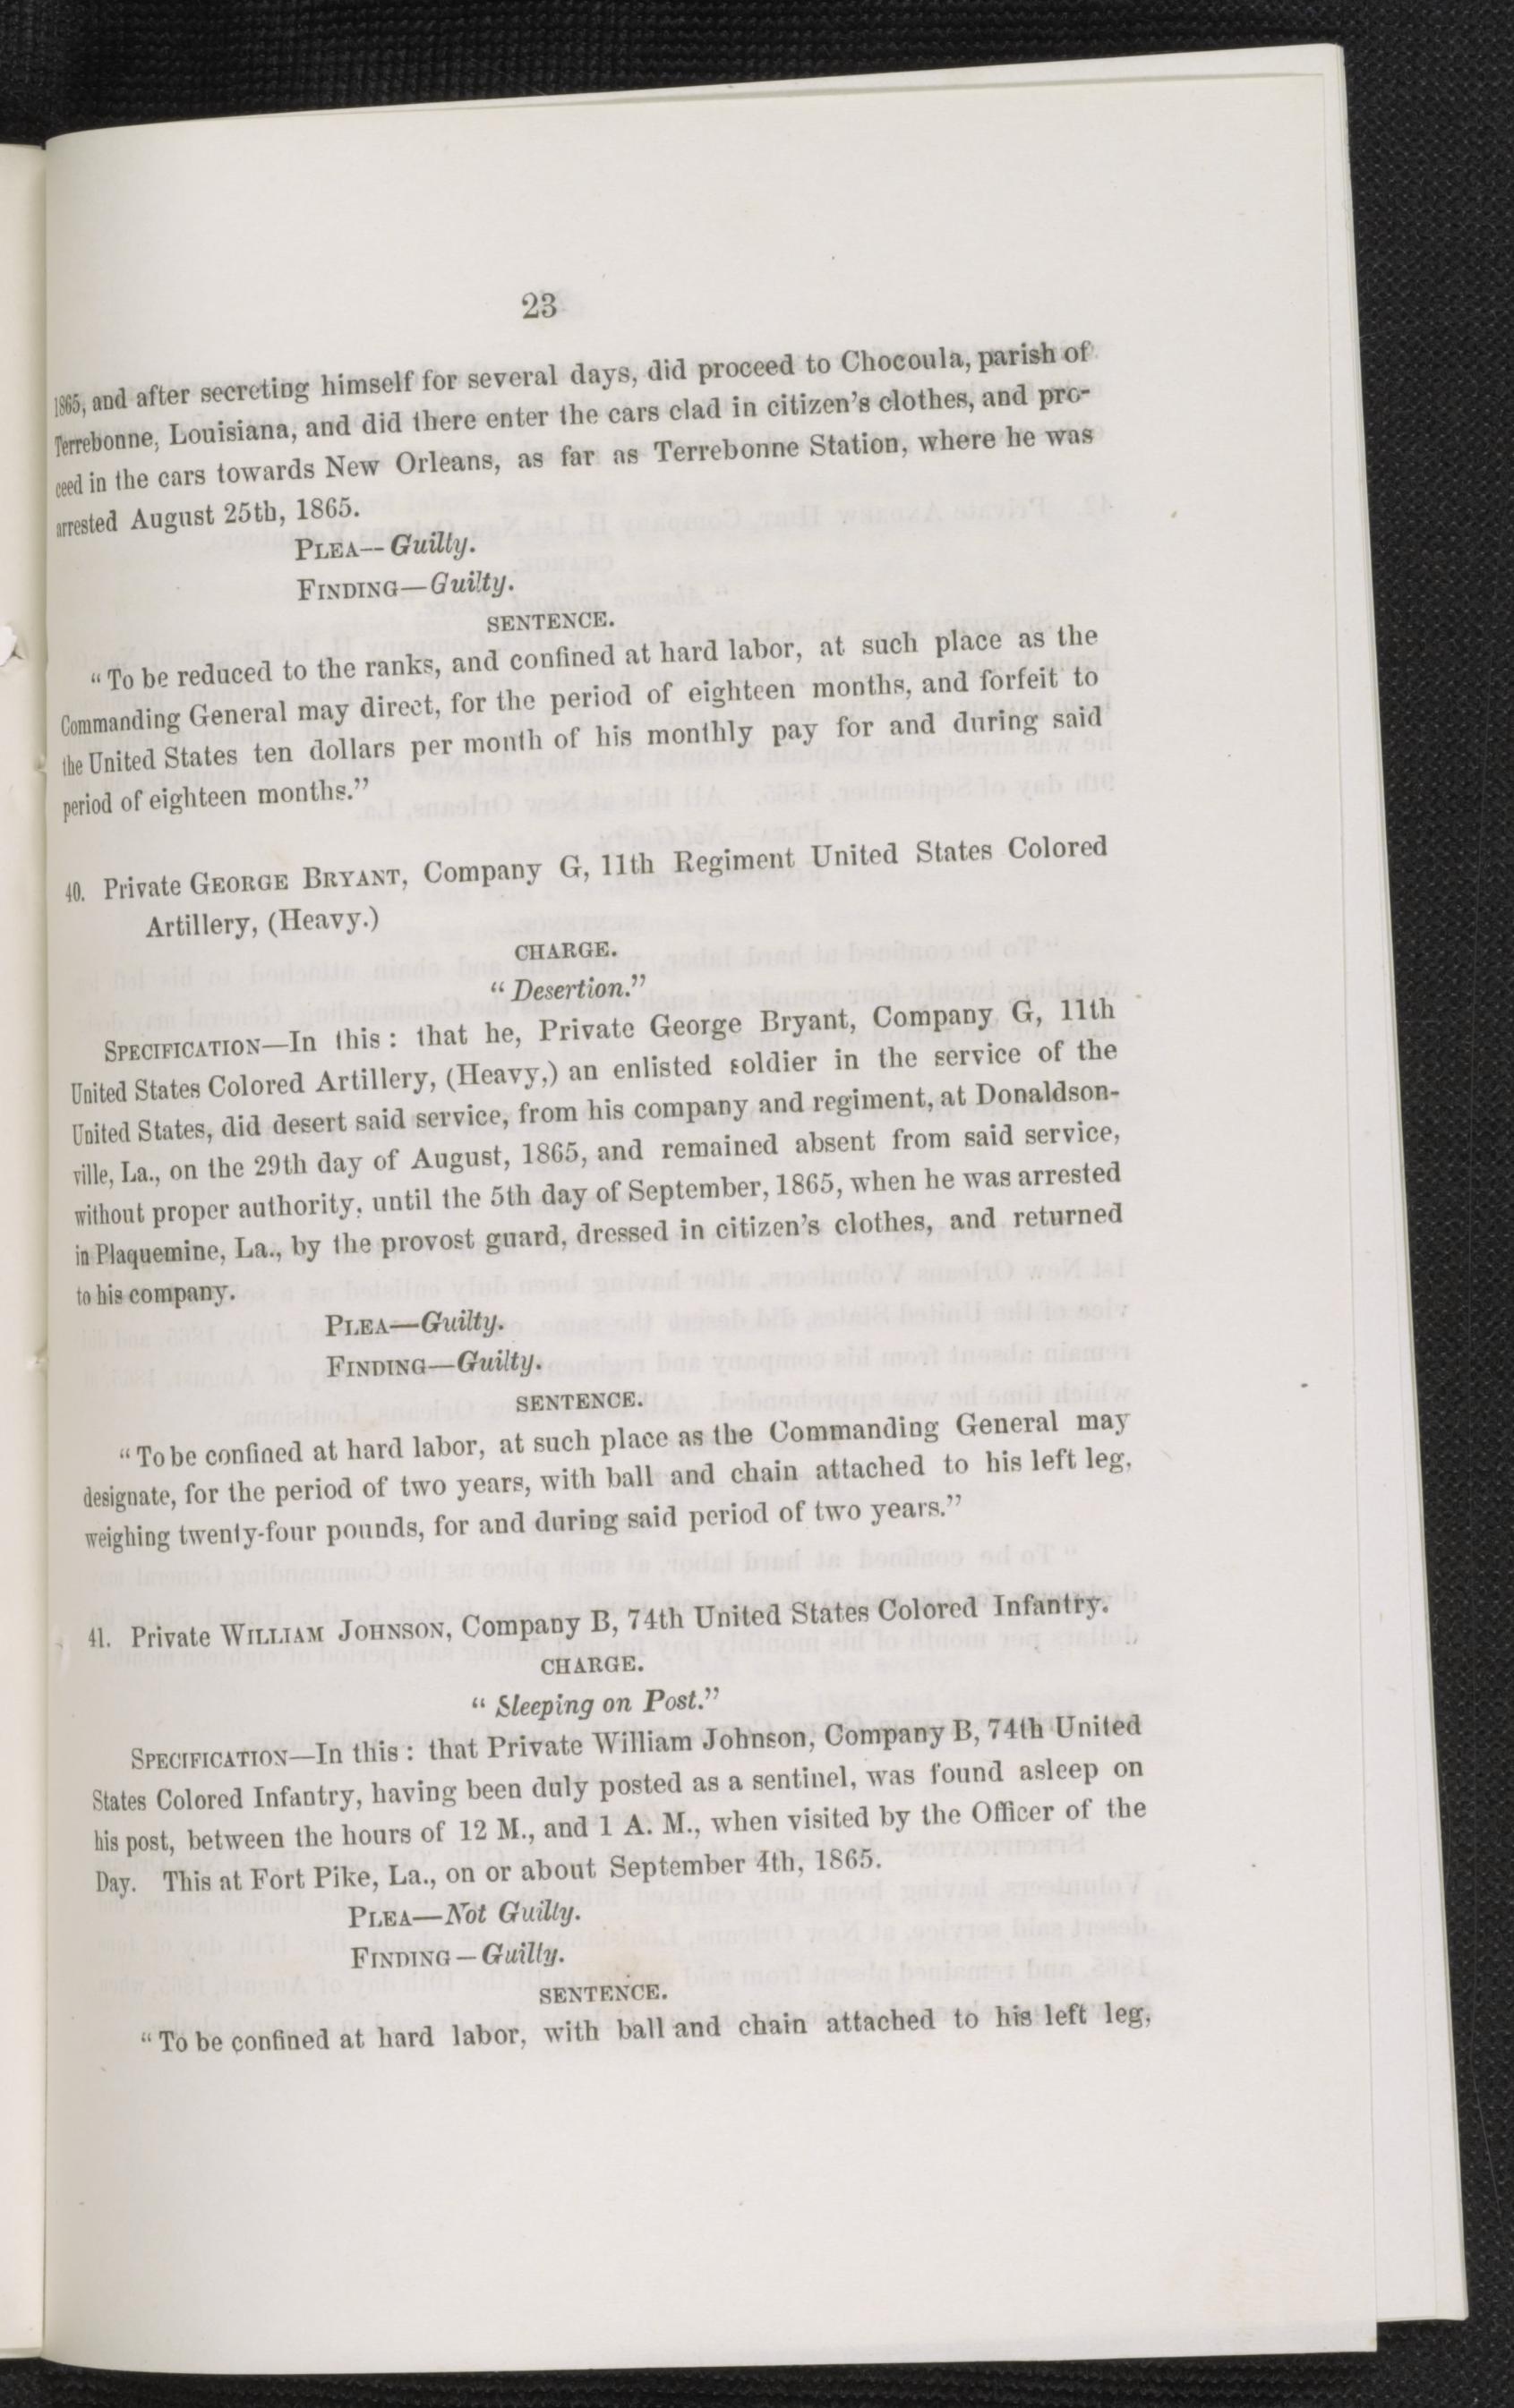 23
1865, and after secreting himself for several days, did proceed to Chocoula, parish of
Terrebonne, Louisiana, and did there enter the cars clad in citizen's clothes, and pro-
ceed in the cars towards New Orleans, as far as Terrebonne Station, where he was
arrested August 25th, 1865.
PLEA—Guilty.
FINDING—Guilty.
SENTENCE.
"To be reduced to the ranks, and confined at hard labor, at such place as the
Commanding General may direct, for the period of eighteen months, and forfeit to
the United States ten dollars per month of his monthly pay for and during said
period of eighteen months."
40. Private GEORGE BRYANT, Company G, 11th Regiment United States Colored
Artillery, (Heavy.)
CHARGE.
"Desertion."
SPECIFICATION—In this: that he, Private George Bryant, Company G, 11th
United States Colored Artillery, (Heavy,) an enlisted soldier in the service of the
United States, did desert said service, from his company and regiment, at Donaldson-
ville, La., on the 29th day of August, 1865, and remained absent from said service,
without proper authority, until the 5th day of September, 1865, when he was arrested
in Plaquemine, La., by the provost guard, dressed in citizen's clothes, and returned
to his company.
PLEA—Guilty.
FINDING—Guilty.
SENTENCE.
"To be confined at hard labor, at such place as the Commanding General may
designate, for the period of two years, with ball and chain attached to his left leg,
weighing twenty-four pounds, for and during said period of two years."
41. Private WILLIAM JOHNSON, Company B, 74th United States Colored Infantry.
CHARGE.
"Sleeping on Post."
SPECIFICATION—In this: that Private William Johnson, Company B, 74th United
States Colored Infantry, having been duly posted as a sentinel, was found asleep on
his post, between the hours of 12 M., and 1 A. M., when visited by the Officer of the
Day. This at Fort Pike, La., on or about September 4th, 1865.
PLEA—Not Guilty.
FINDING—Guilty.
SENTENCE.
"To be confined at hard labor, with ball and chain attached to his left leg,